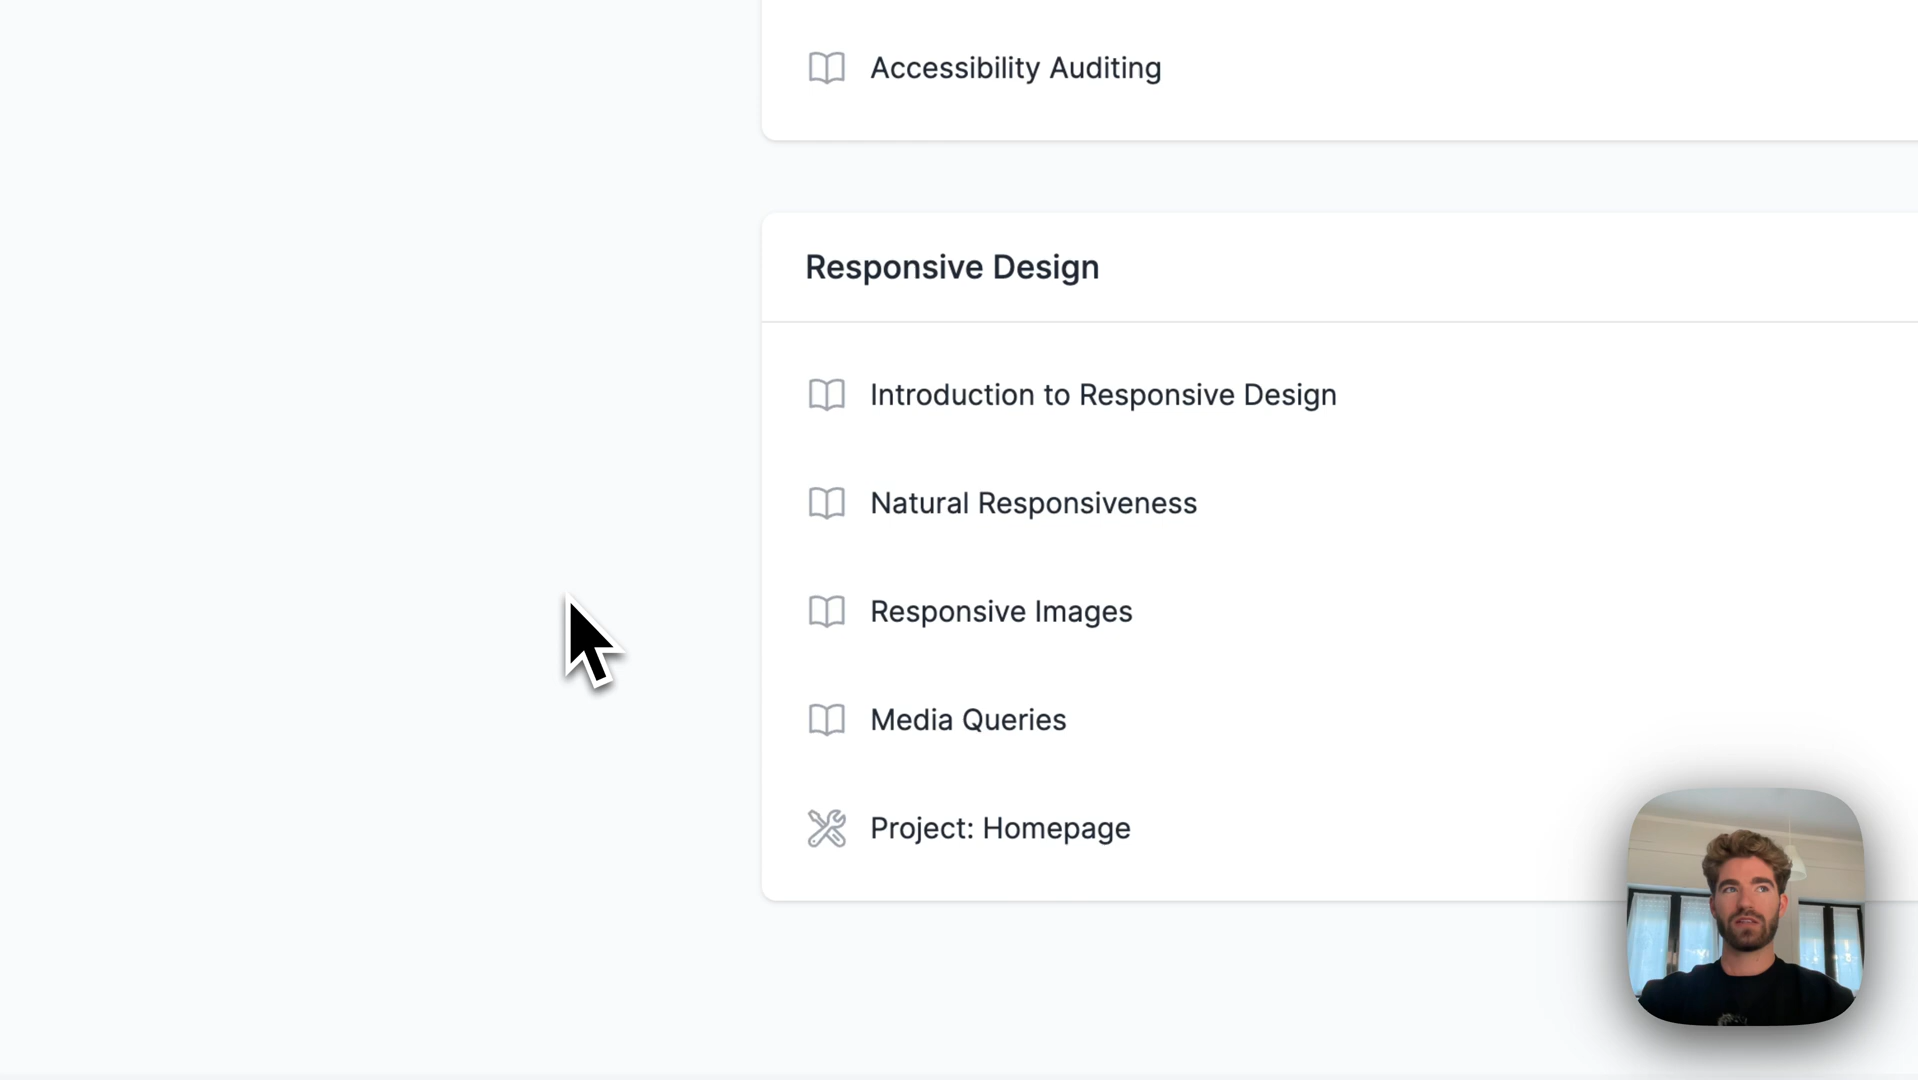 Accessibility Auditing
Responsive Design
Introduction to Responsive Design
Natural Responsiveness
Responsive Images
Media Queries
Project: Homepage